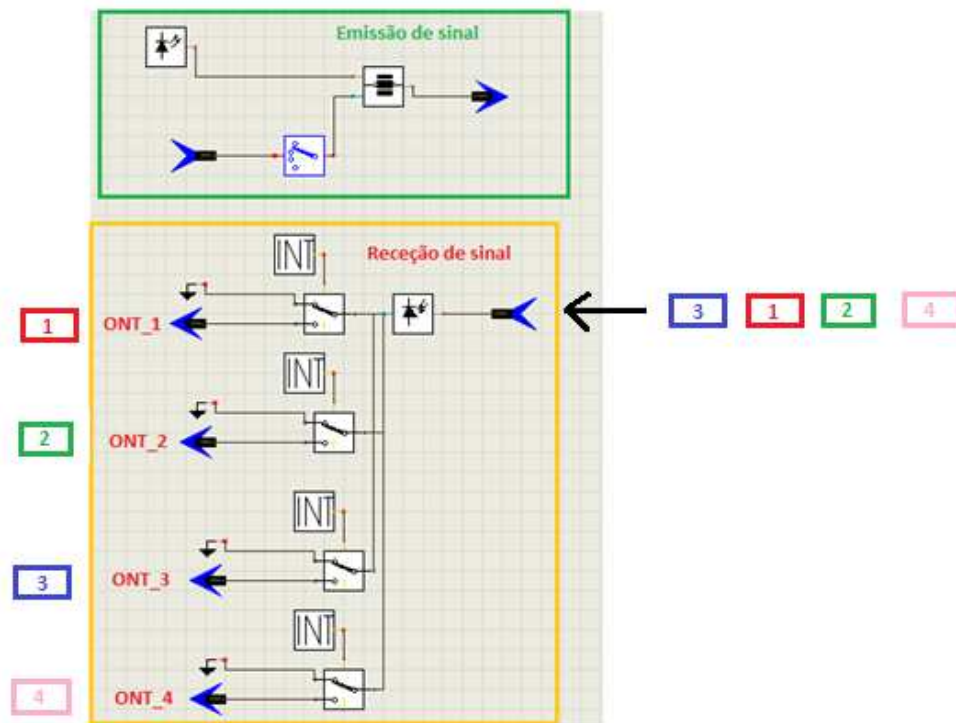 Emissão de sinal
INT
Receção de sinal
1
ONT_1
3
1
2
4
INT
2
ONT_2
INT
3
ONT_3
INT
4
ONT_4